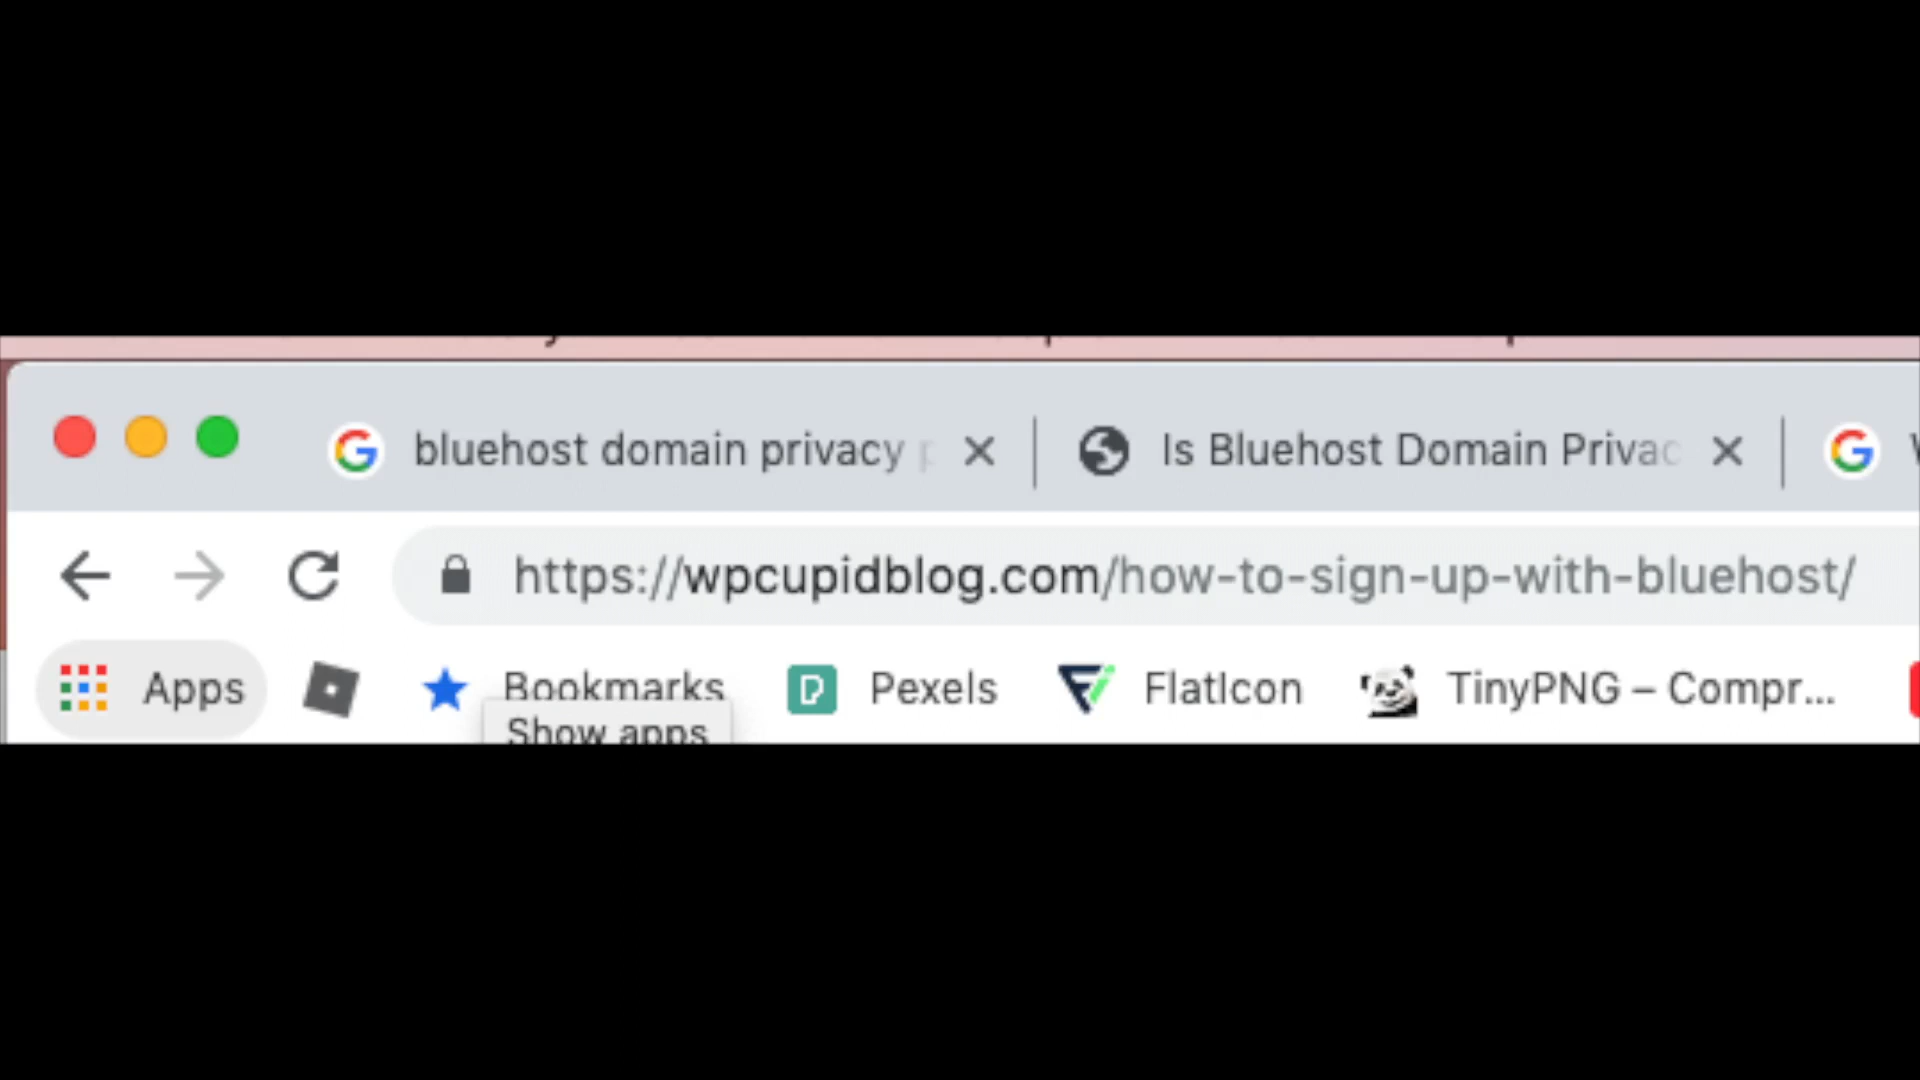 bluehost domain privacy
Is Bluehost Domain Privac
https://wpcupidblog.com/how-to-sign-up-with-bluehost/
Apps Bookmarks Pexels FlatIcon TinyPNG – Compr...
Show apps